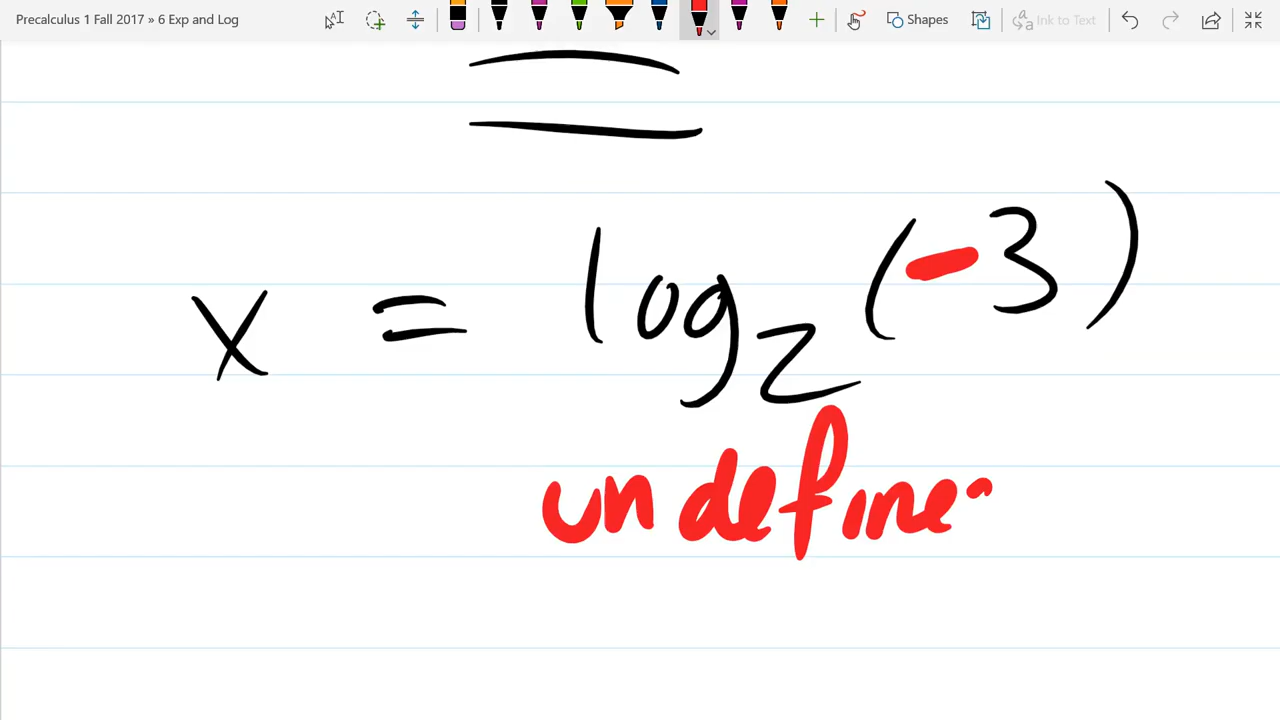 Precalculus 1 Fall 2017 » 6 Exp and Log
Shapes
Ink to Text
x = log₂(-3)
undefine